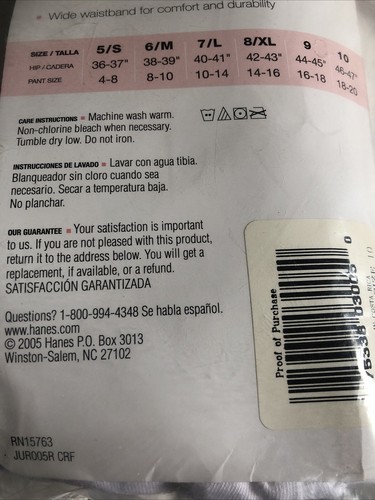 Wide waistband for comfort and durability
SIZE / TALLA 5/S 6/M 7/L 8/XL 9 10
HIP / CADERA 36-37" 38-39" 40-41" 42-43" 44-45" 46-47"
PANT SIZE 4-8 8-10 10-14 14-16 16-18 18-20
CARE INSTRUCTIONS Machine wash warm.
Non-chlorine bleach when necessary.
Tumble dry low. Do not iron.
INSTRUCCIONES DE LAVADO Lavar con agua tibia.
Blanqueador sin cloro cuando sea
necesario. Secar a temperatura baja.
No planchar.
OUR GUARANTEE Your satisfaction is important
to us. If you are not pleased with this product,
return it to the address below. You will get a
replacement, if available, or a refund.
SATISFACCIÓN GARANTIZADA
Questions? 1-800-994-4348 Se habla español.
www.hanes.com
© 2005 Hanes P.O. Box 3013
Winston-Salem, NC 27102
RN15763
JUR005R CRF
Proof of Purchase
0
COSTA RICA